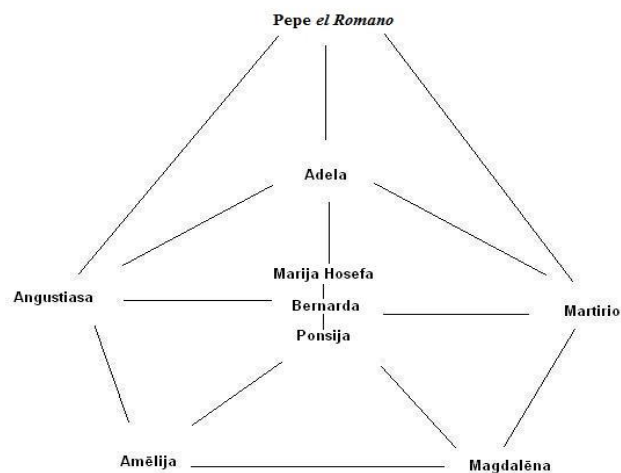 Pepe el Romano
Adela
Marija Hosefa
Angustiasa
Bernarda
Martirio
Ponsija
Amēlija
Magdalēna